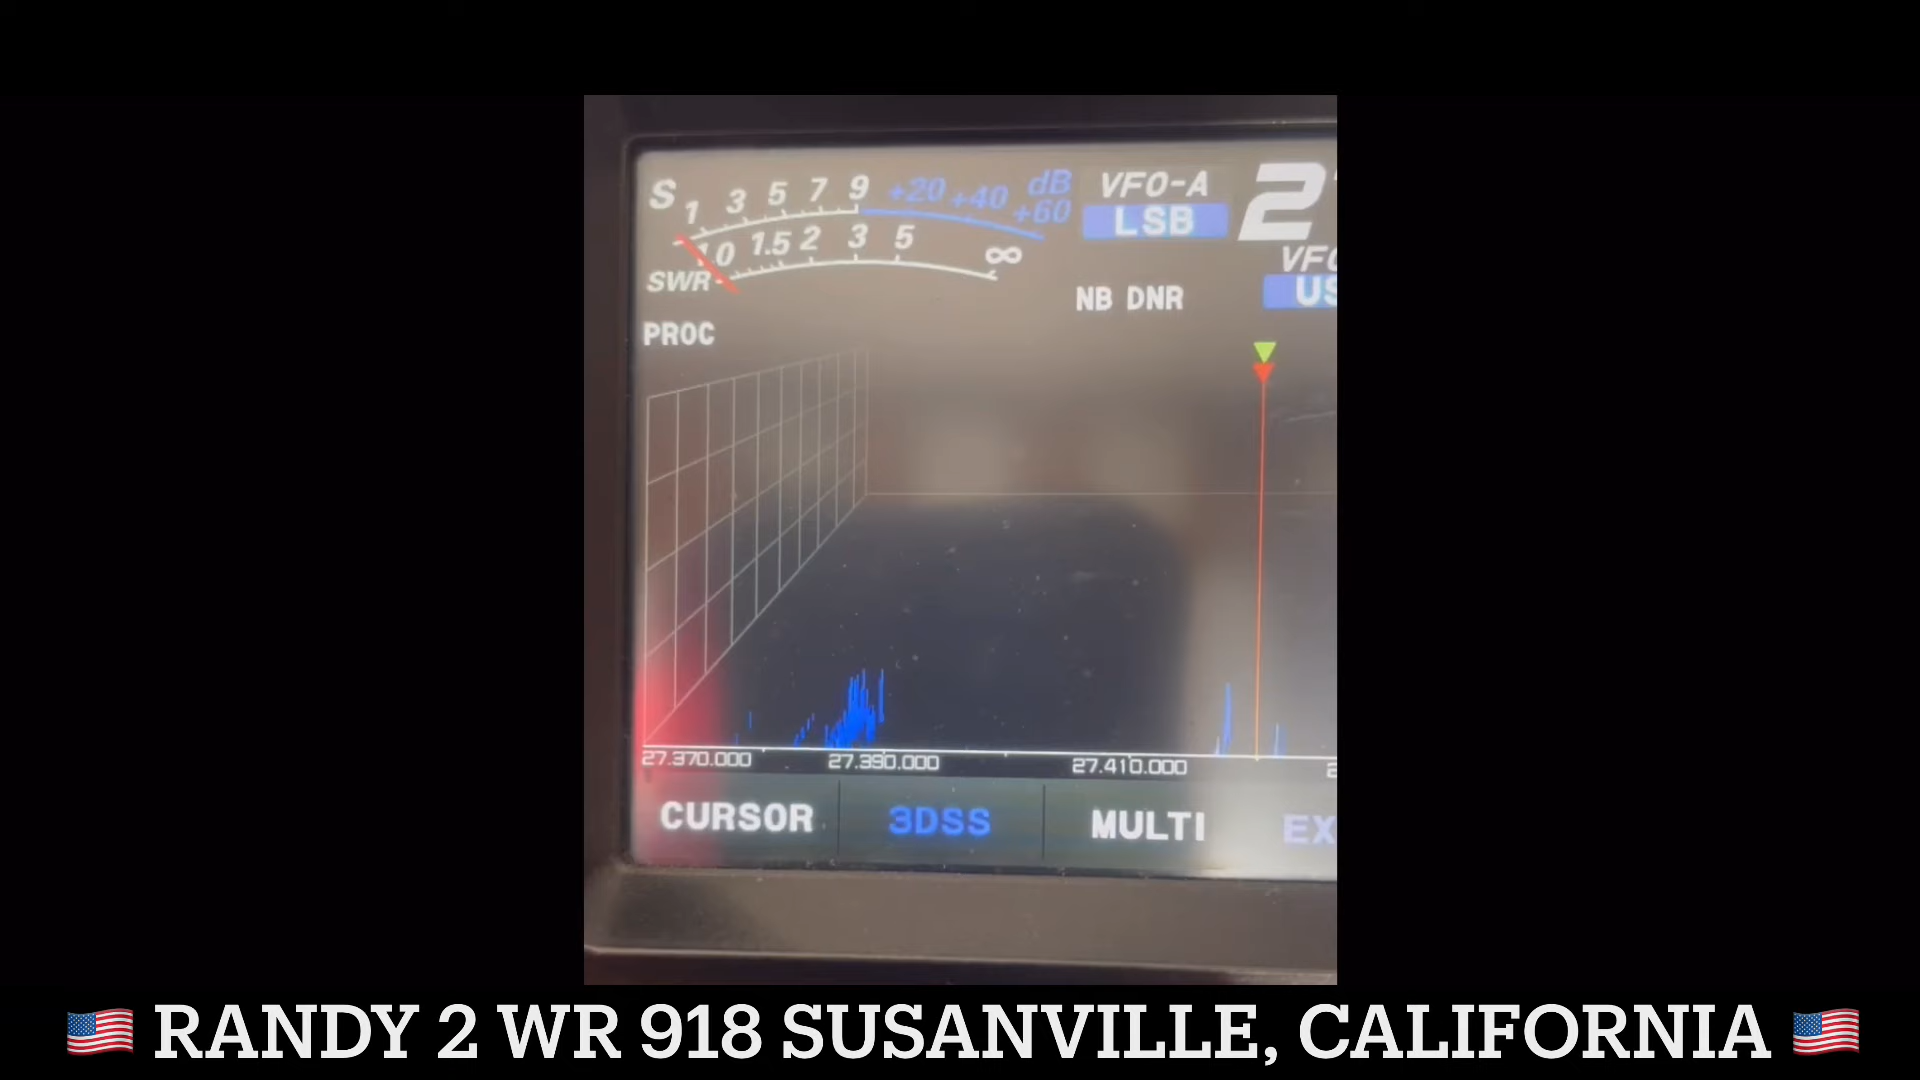 S 1 3 5 7 9 +20 +40 +60 dB
1.0 1.5 2 3 5 ∞
SWR
PROC
VFO-A
LSB
2
NB DNR
27.370.000 27.390.000 27.410.000
CURSOR 3DSS MULTI
RANDY 2 WR 918 SUSANVILLE, CALIFORNIA